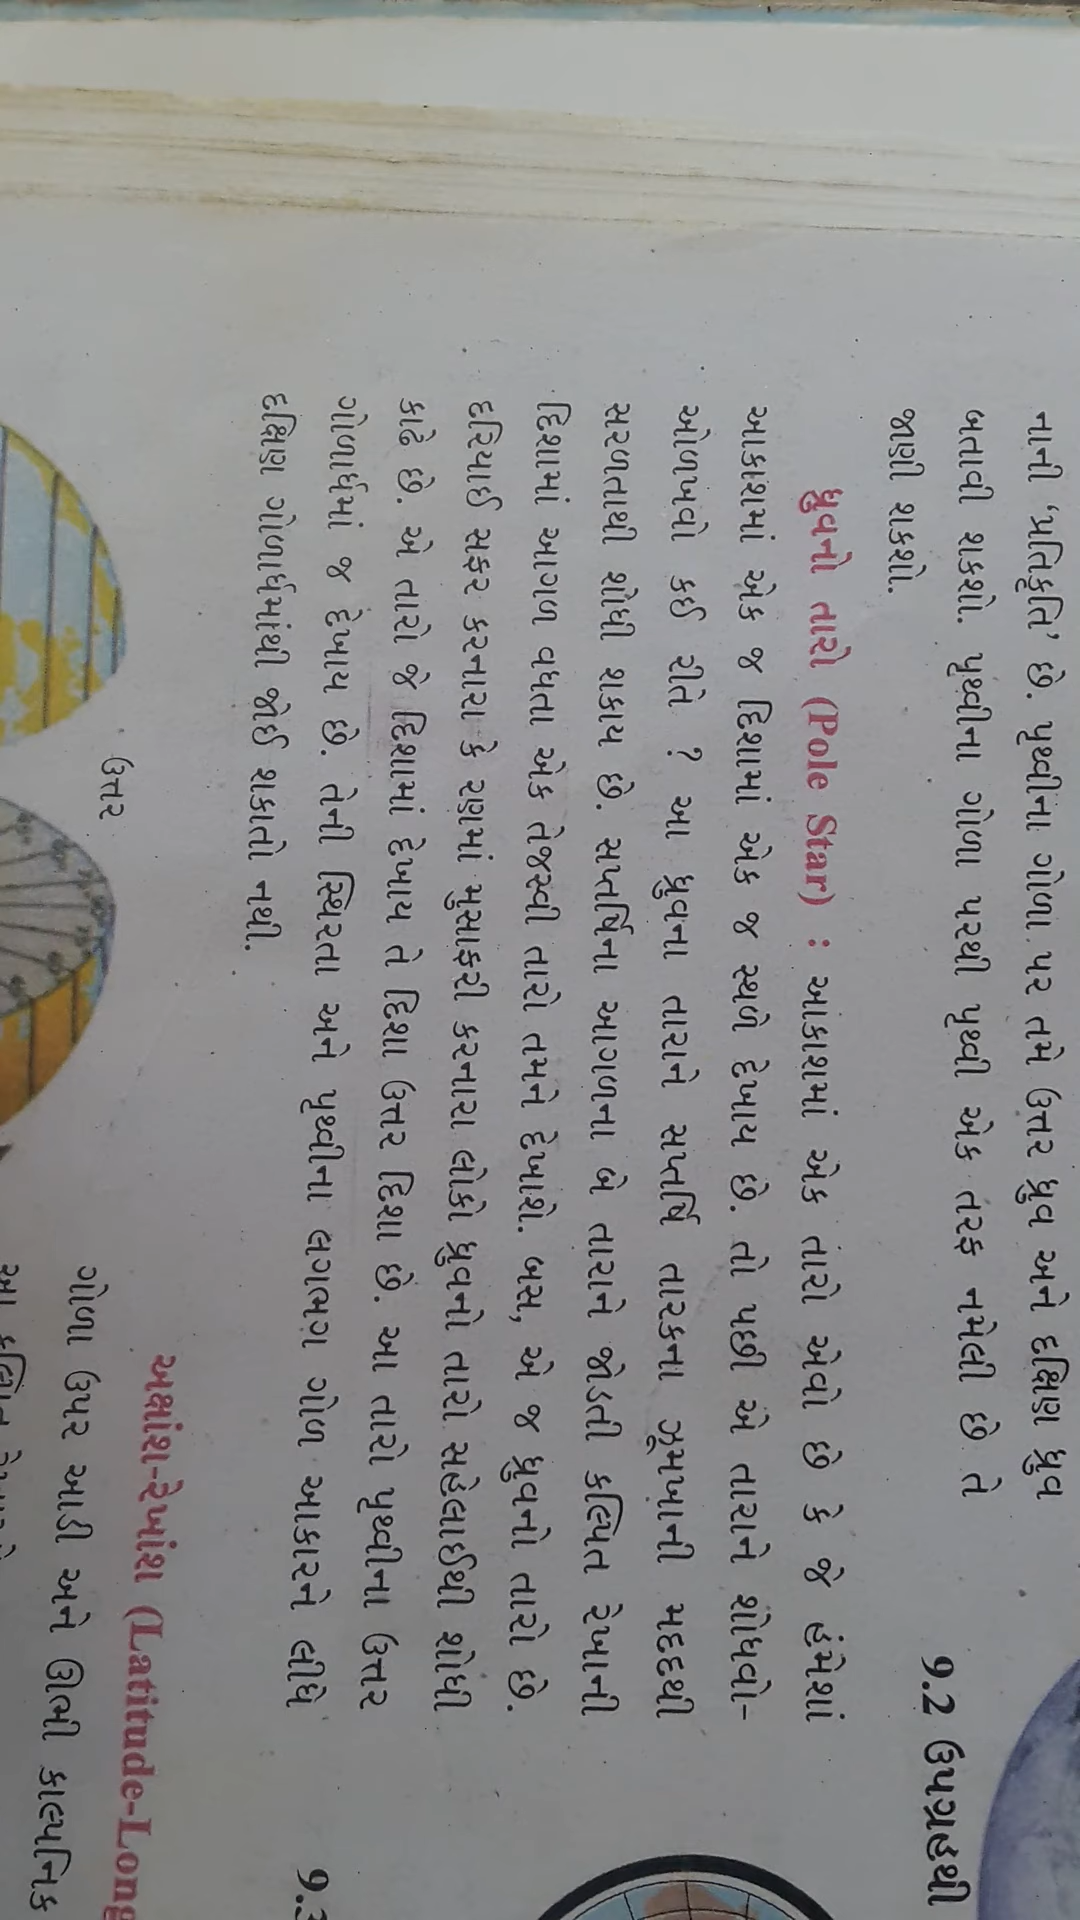 નાની ‘પ્રતિકૃતિ’ છે. પૃથ્વીના ગોળા પર તમે ઉત્તર ધ્રુવ અને દક્ષિણ ધ્રુવ
બતાવી શકશો. પૃથ્વીના ગોળા પરથી પૃથ્વી એક તરફ નમેલી છે તે
જાણી શકશો.
9.2 ઉપગ્રહથી
ધ્રુવનો તારો (Pole Star) : આકાશમાં એક તારો એવો છે કે જે હંમેશાં
આકાશમાં એક જ દિશામાં એક જ સ્થળે દેખાય છે. તો પછી એ તારાને શોધવો-
ઓળખવો કઈ રીતે ? આ ધ્રુવના તારાને સપ્તર્ષિ તારકના ઝૂમખાની મદદથી
સરળતાથી શોધી શકાય છે. સપ્તર્ષિના આગળના બે તારાને જોડતી કલ્પિત રેખાની
દિશામાં આગળ વધતા એક તેજસ્વી તારો તમને દેખાશે. બસ, એ જ ધ્રુવનો તારો છે.
દરિયાઈ સફર કરનારા કે રણમાં મુસાફરી કરનારા લોકો ધ્રુવનો તારો સહેલાઈથી શોધી
કાઢે છે. એ તારો જે દિશામાં દેખાય તે દિશા ઉત્તર દિશા છે. આ તારો પૃથ્વીના ઉત્તર
ગોળાર્ધમાં જ દેખાય છે. તેની સ્થિરતા અને પૃથ્વીના લગભગ ગોળ આકારને લીધે
દક્ષિણ ગોળાર્ધમાંથી જોઈ શકાતો નથી.
9.3
અક્ષાંશ-રેખાંશ (Latitude-Long
ઉત્તર
ગોળા ઉપર આડી અને ઊભી કાલ્પનિક